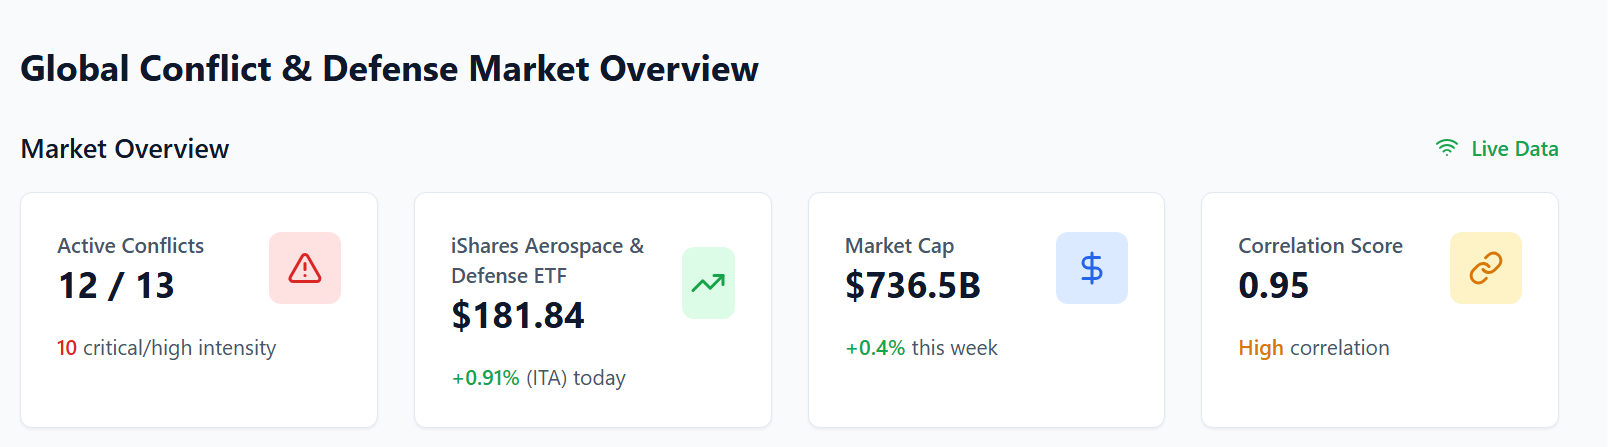 Global Conflict & Defense Market Overview
Market Overview
Live Data
Active Conflicts
12 / 13
10 critical/high intensity
iShares Aerospace &
Defense ETF
$181.84
+0.91% (ITA) today
Market Cap
$736.5B
+0.4% this week
Correlation Score
0.95
High correlation